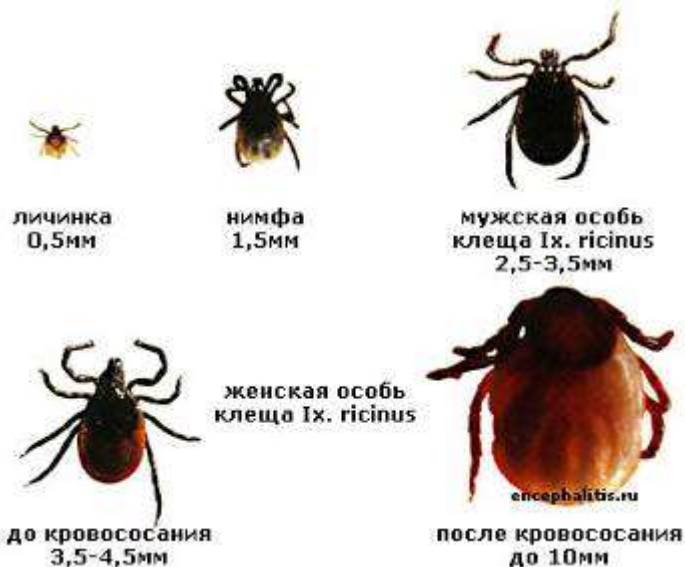 личинка
0,5мм
нимфа
1,5мм
мужская особь
клеща Ix. ricinus
2,5-3,5мм
женская особь
клеща Ix. ricinus
encephalitis.ru
до кровососания
3,5-4,5мм
после кровососания
до 10мм